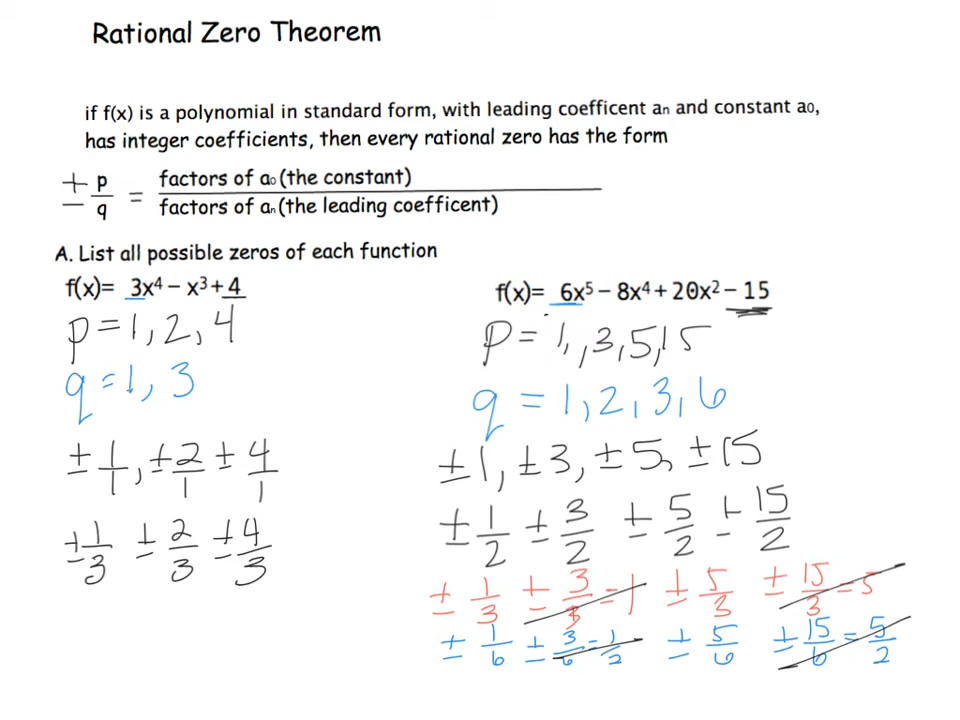 Rational Zero Theorem
if f(x) is a polynomial in standard form, with leading coefficent an and constant a0,
has integer coefficients, then every rational zero has the form
± p/q = factors of a0 (the constant) / factors of an (the leading coefficent)
A. List all possible zeros of each function
f(x)= 3x⁴ – x³ + 4
p = 1, 2, 4
q = 1, 3
± 1/1, ± 2/1 ± 4/1
± 1/3 ± 2/3 ± 4/3
f(x)= 6x⁵ – 8x⁴ + 20x² – 15
p = 1, , 3, 5, 15
q = 1, 2, 3, 6
± 1, ± 3, ± 5, ± 15
± 1/2 ± 3/2 ± 5/2 ± 15/2
± 1/3 ± 3/3 = 1 ± 5/3 ± 15/3 = 5
± 1/6 ± 3/6 = 1/2 ± 5/6 ± 15/6 = 5/2